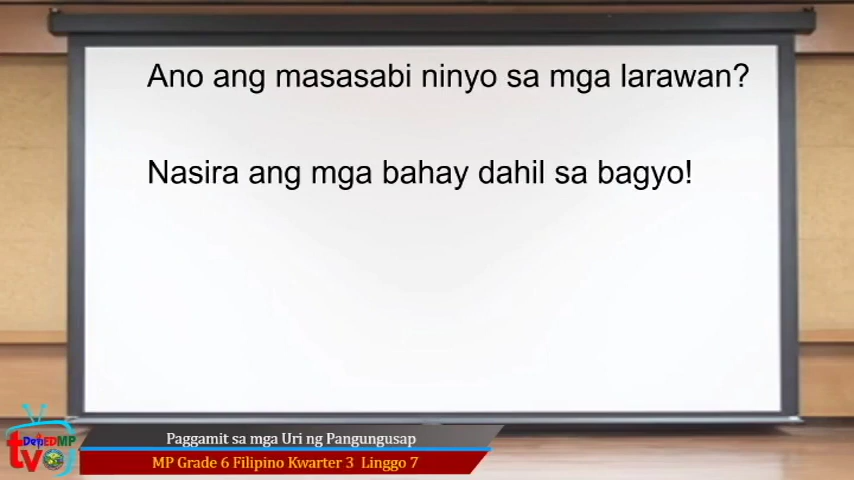 Ano ang masasabi ninyo sa mga larawan?
Nasira ang mga bahay dahil sa bagyo!
DepEDMP
tv
Paggamit sa mga Uri ng Pangungusap
MP Grade 6 Filipino Kwarter 3 Linggo 7